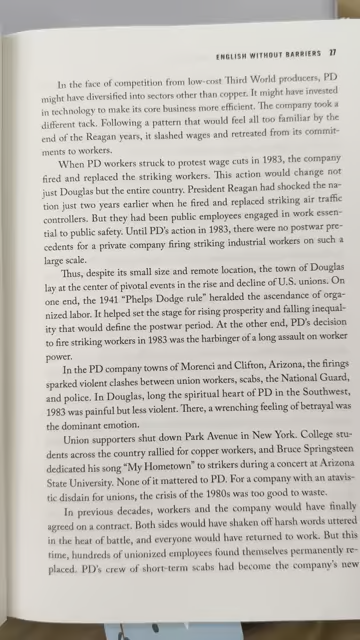 ENGLISH WITHOUT BARRIERS 27
In the face of competition from low-cost Third World producers, PD
might have diversified into sectors other than copper. It might have invested
in technology to make its core business more efficient. The company took a
different tack. Following a pattern that would feel all too familiar by the
end of the Reagan years, it slashed wages and retreated from its commit-
ments to workers.
When PD workers struck to protest wage cuts in 1983, the company
fired and replaced the striking workers. This action would change not
just Douglas but the entire country. President Reagan had shocked the na-
tion just two years earlier when he fired and replaced striking air traffic
controllers. But they had been public employees engaged in work essen-
tial to public safety. Until PD's action in 1983, there were no postwar pre-
cedents for a private company firing striking industrial workers on such a
large scale.
Thus, despite its small size and remote location, the town of Douglas
lay at the center of pivotal events in the rise and decline of U.S. unions. On
one end, the 1941 “Phelps Dodge rule” heralded the ascendance of orga-
nized labor. It helped set the stage for rising prosperity and falling inequal-
ity that would define the postwar period. At the other end, PD's decision
to fire striking workers in 1983 was the harbinger of a long assault on worker
power.
In the PD company towns of Morenci and Clifton, Arizona, the firings
sparked violent clashes between union workers, scabs, the National Guard,
and police. In Douglas, long the spiritual heart of PD in the Southwest,
1983 was painful but less violent. There, a wrenching feeling of betrayal was
the dominant emotion.
Union supporters shut down Park Avenue in New York. College stu-
dents across the country rallied for copper workers, and Bruce Springsteen
dedicated his song “My Hometown” to strikers during a concert at Arizona
State University. None of it mattered to PD. For a company with an atavis-
tic disdain for unions, the crisis of the 1980s was too good to waste.
In previous decades, workers and the company would have finally
agreed on a contract. Both sides would have shaken off harsh words uttered
in the heat of battle, and everyone would have returned to work. But this
time, hundreds of unionized employees found themselves permanently re-
placed. PD's crew of short-term scabs had become the company's new